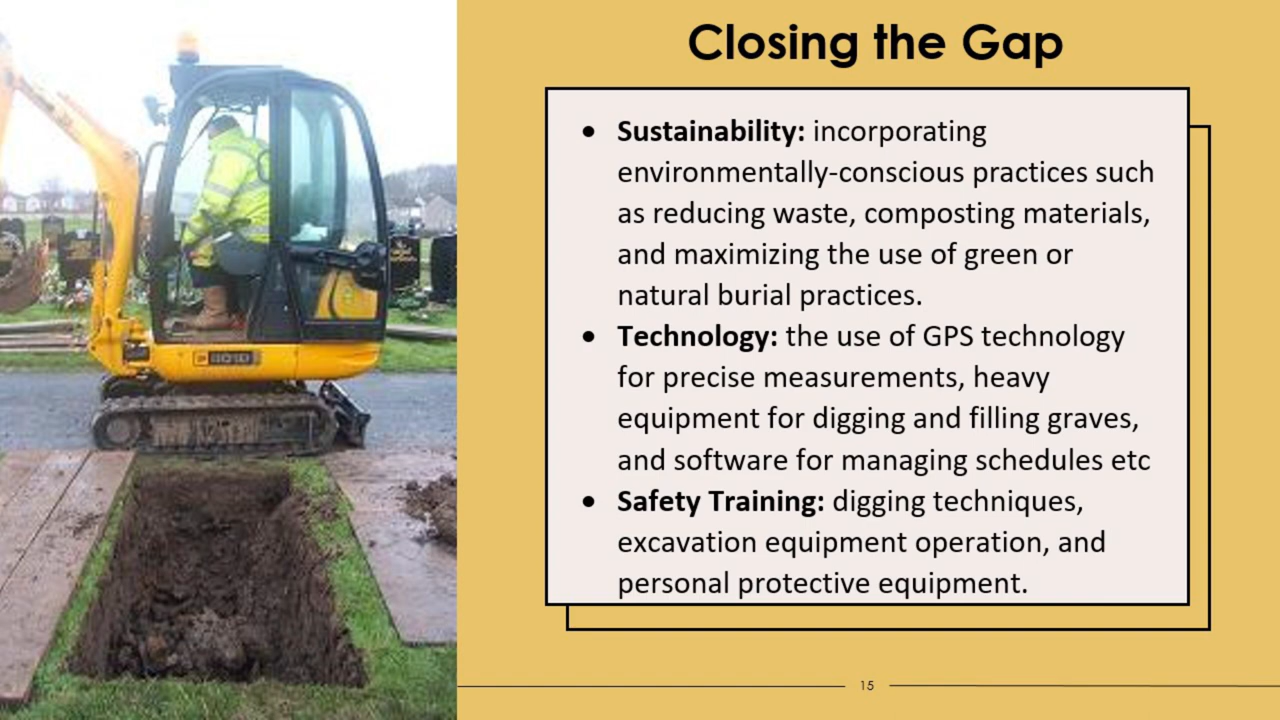 Closing the Gap
• Sustainability: incorporating
environmentally-conscious practices such
as reducing waste, composting materials,
and maximizing the use of green or
natural burial practices.
• Technology: the use of GPS technology
for precise measurements, heavy
equipment for digging and filling graves,
and software for managing schedules etc
• Safety Training: digging techniques,
excavation equipment operation, and
personal protective equipment.
15